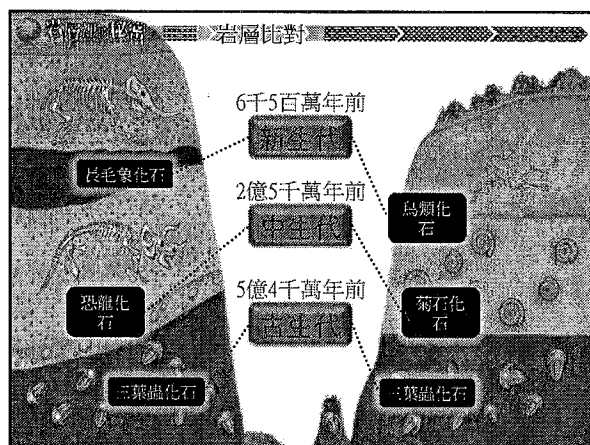 岩層比對
6千5百萬年前
新生代
長毛象化石
2億5千萬年前
鳥類化
石
中生代
5億4千萬年前
恐龍化
石
菊石化
石
古生代
三葉蟲化石
三葉蟲化石